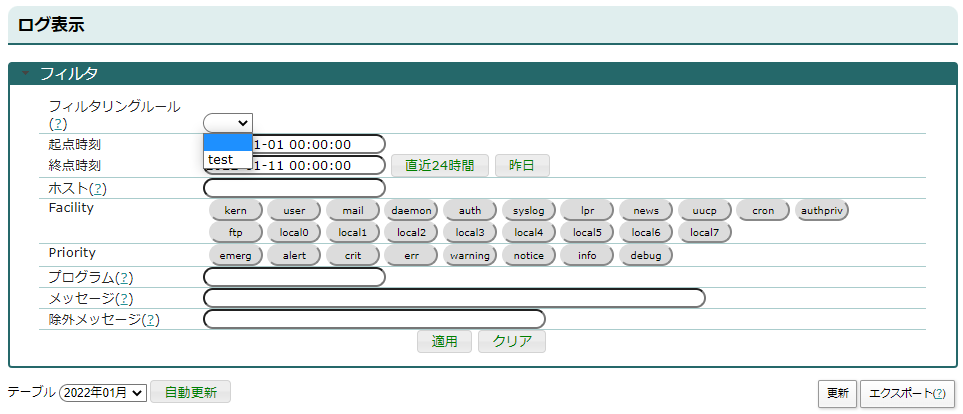 ログ表示
フィルタ
フィルタリングルール
(?)
test
起点時刻 1-01 00:00:00
終点時刻 01-11 00:00:00 直近24時間 昨日
ホスト(?)
Facility kern user mail daemon auth syslog lpr news uucp cron authpriv
ftp local0 local1 local2 local3 local4 local5 local6 local7
Priority emerg alert crit err warning notice info debug
プログラム(?)
メッセージ(?)
除外メッセージ(?)
適用 クリア
テーブル 2022年01月 自動更新 更新 エクスポート(?)